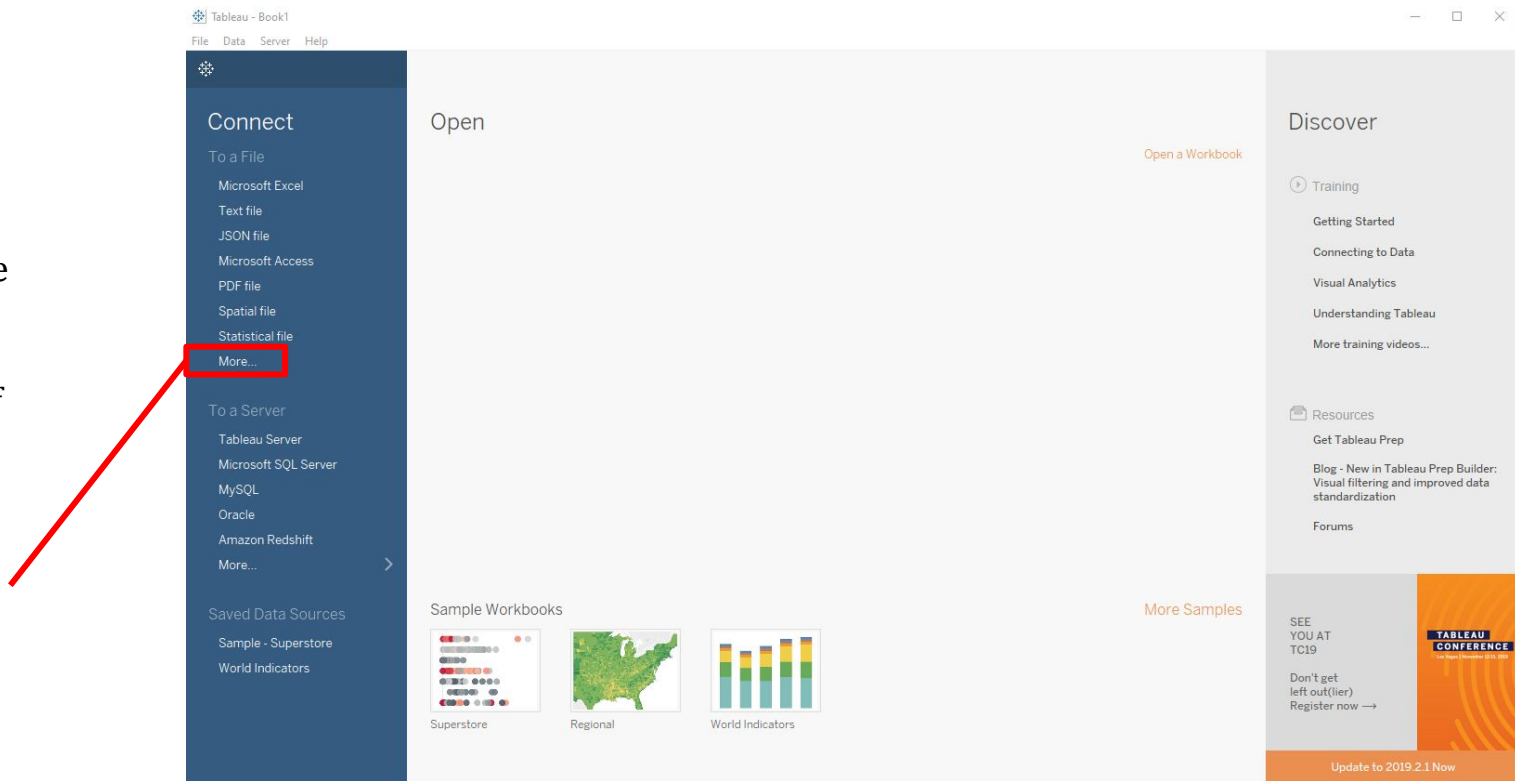 Tableau - Book1
File Data Server Help
Connect
To a File
Microsoft Excel
Text file
JSON file
Microsoft Access
PDF file
Spatial file
Statistical file
More...
To a Server
Tableau Server
Microsoft SQL Server
MySQL
Oracle
Amazon Redshift
More...
Saved Data Sources
Sample - Superstore
World Indicators
Open
Open a Workbook
Sample Workbooks
More Samples
Superstore
Regional
World Indicators
Discover
Training
Getting Started
Connecting to Data
Visual Analytics
Understanding Tableau
More training videos...
Resources
Get Tableau Prep
Blog - New in Tableau Prep Builder:
Visual filtering and improved data
standardization
Forums
SEE
YOU AT
TC19
Don't get
left out(lier)
Register now →
TABLEAU
CONFERENCE
Update to 2019.2.1 Now